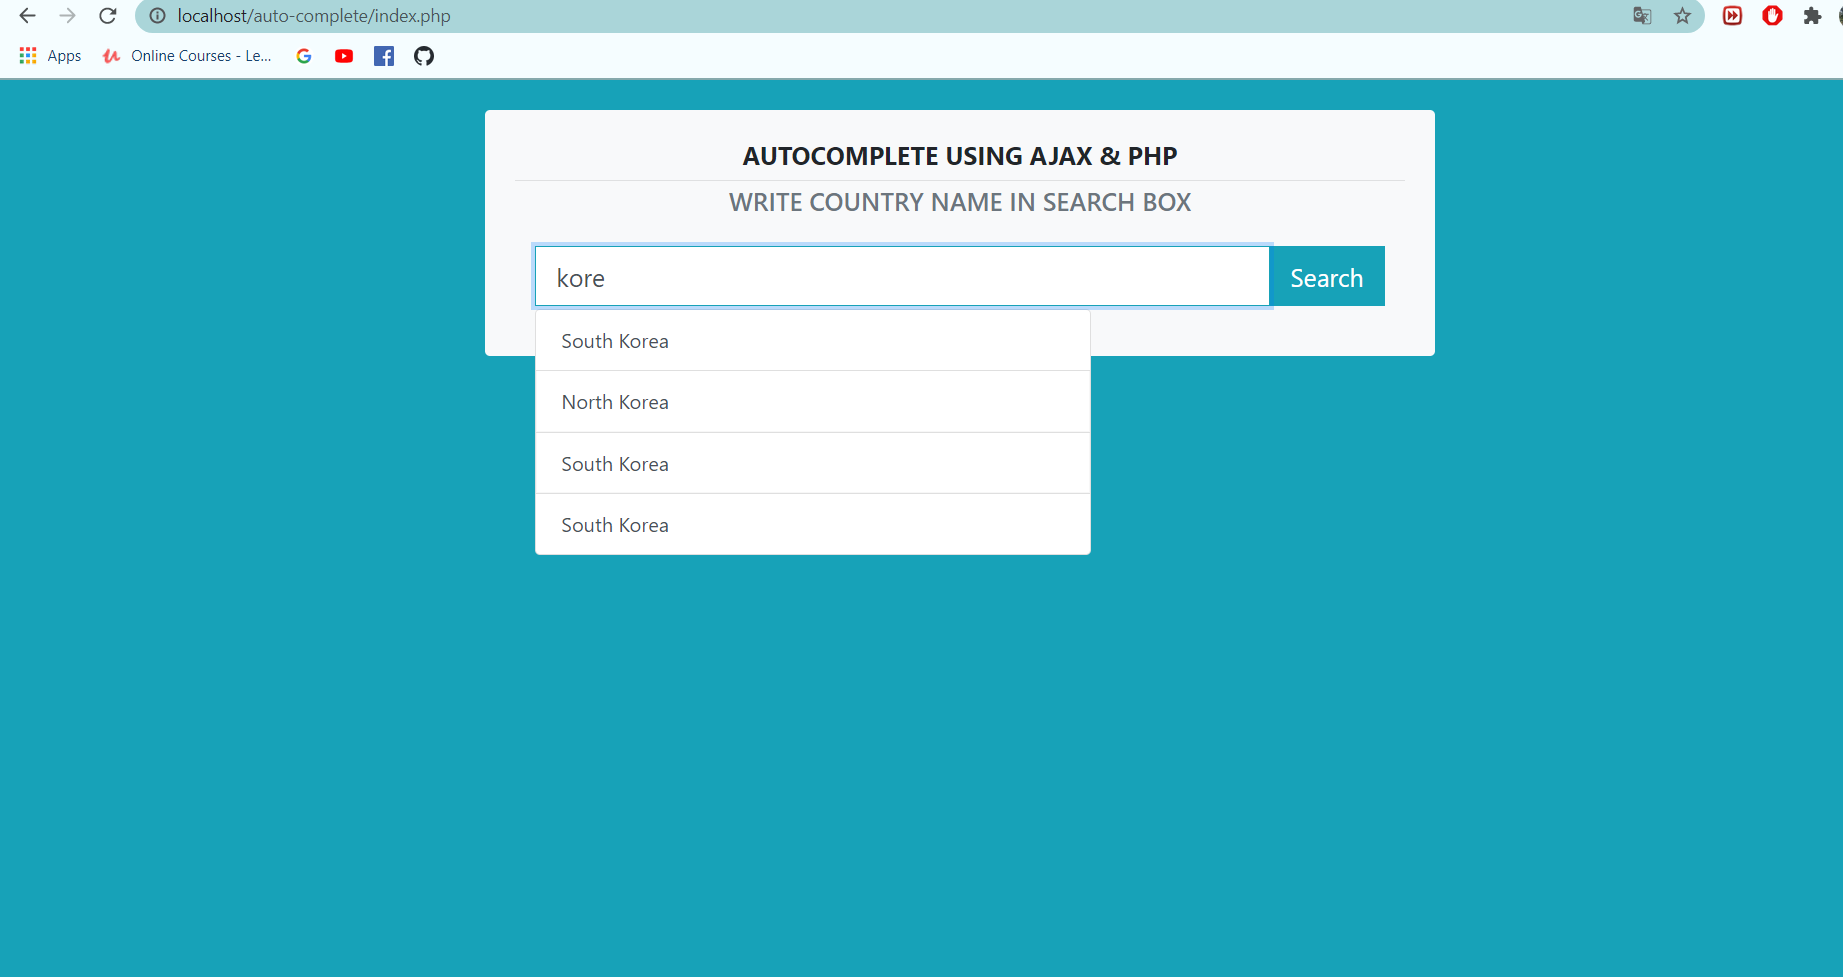 localhost/auto-complete/index.php
Apps Online Courses - Le...
AUTOCOMPLETE USING AJAX & PHP
WRITE COUNTRY NAME IN SEARCH BOX
kore Search
South Korea
North Korea
South Korea
South Korea